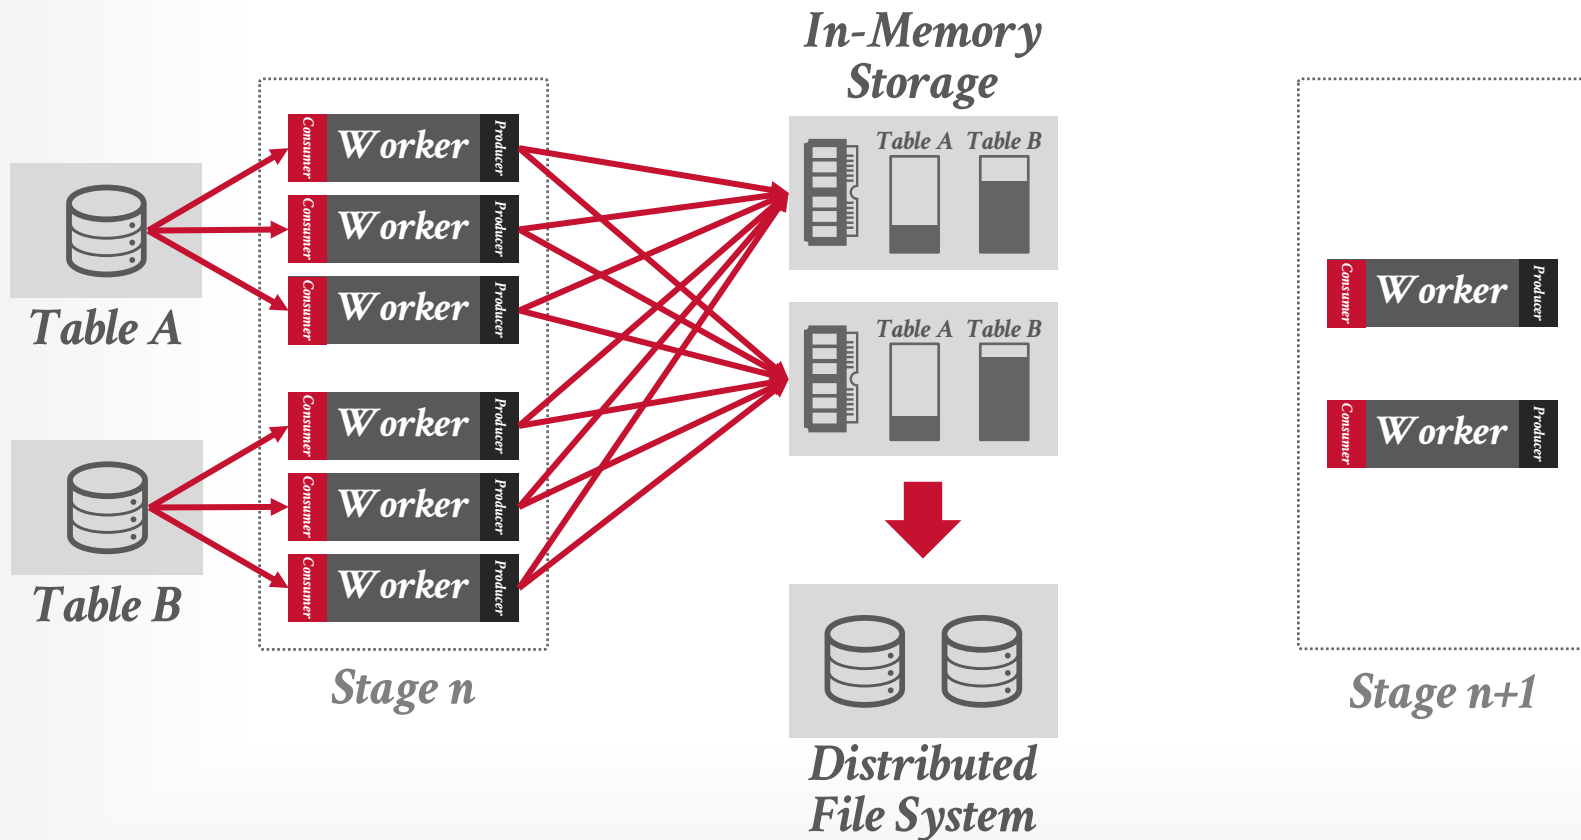 In-Memory
Storage
Table A
Table B
Consumer
Worker
Producer
Consumer
Worker
Producer
Consumer
Worker
Producer
Consumer
Worker
Producer
Consumer
Worker
Producer
Consumer
Worker
Producer
Stage n
Table A Table B
Table A Table B
Distributed
File System
Consumer
Worker
Producer
Consumer
Worker
Producer
Stage n+1